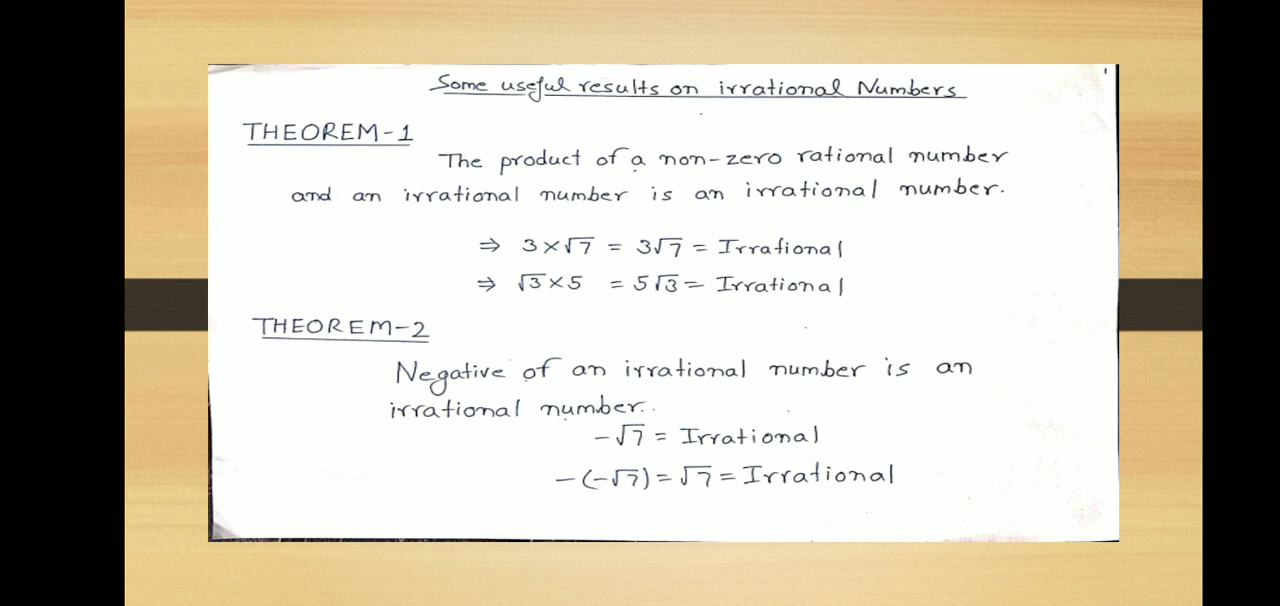 Some useful results on irrational Numbers
THEOREM-1
The product of a non-zero rational number
and an irrational number is an irrational number.
⇒ 3×√7 = 3√7 = Irrational
⇒ √3×5 = 5√3 = Irrational
THEOREM-2
Negative of an irrational number is an
irrational number.
-√7 = Irrational
-(-√7) = √7 = Irrational